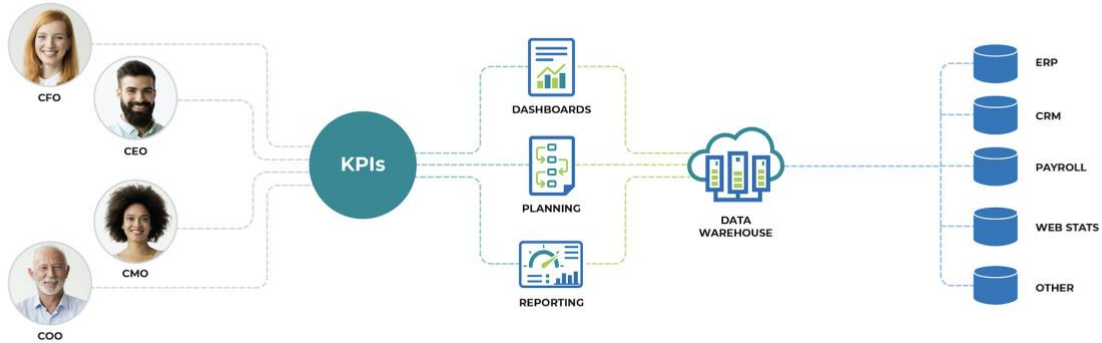 CFO
CEO
CMO
COO
KPIs
DASHBOARDS
PLANNING
REPORTING
DATA
WAREHOUSE
ERP
CRM
PAYROLL
WEB STATS
OTHER